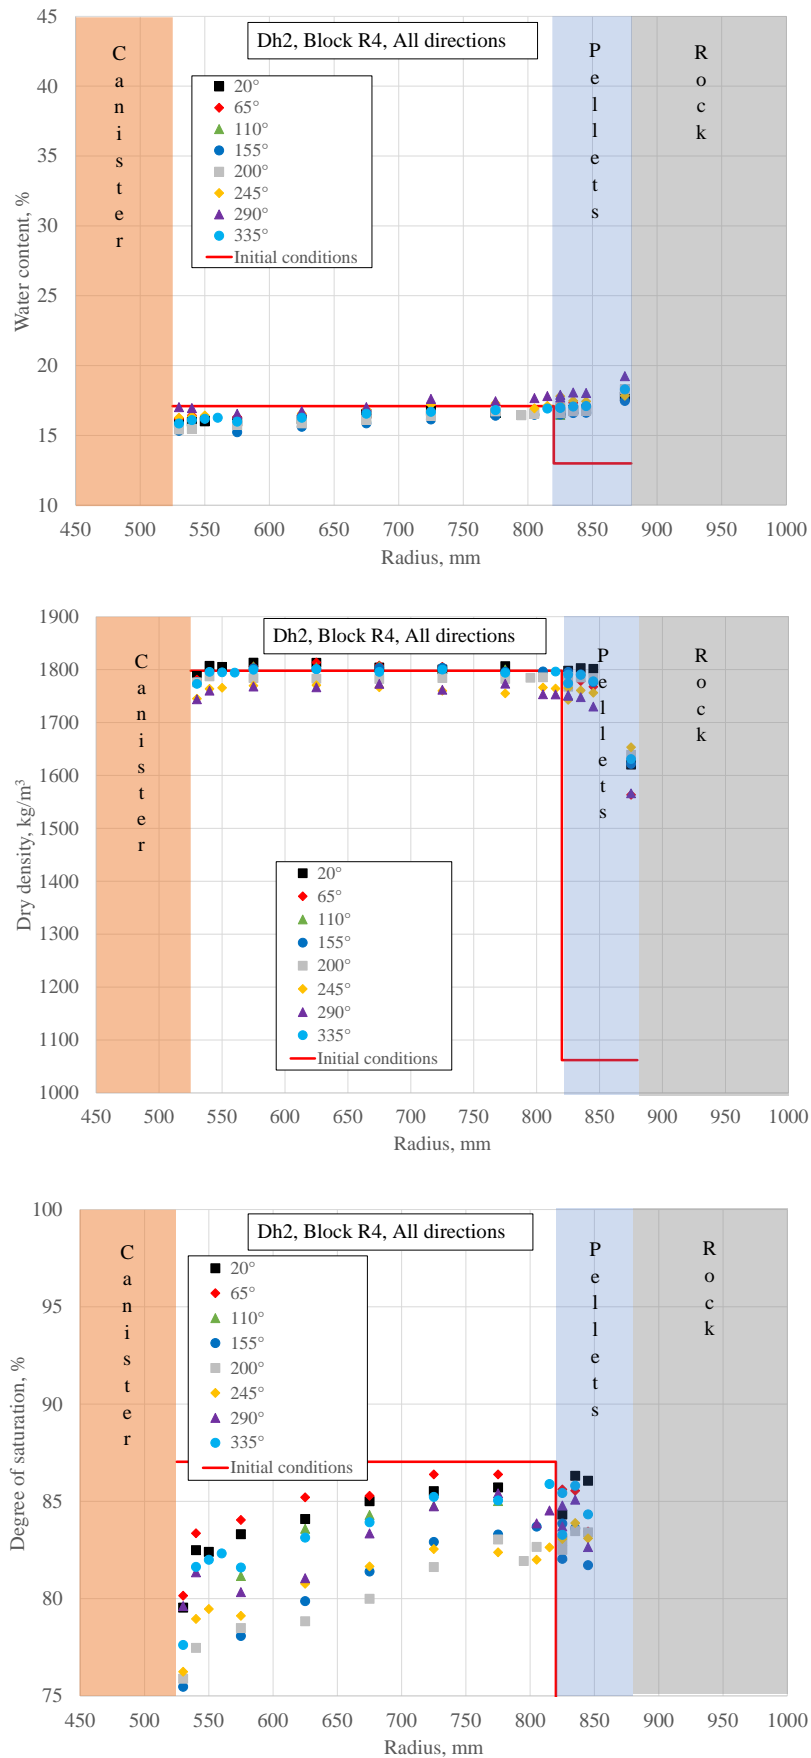 Dh2, Block R4, All directions
Canister
Pellets
Rock
20°
65°
110°
155°
200°
245°
290°
335°
Initial conditions
Water content, %
45
40
35
30
25
20
15
10
450 500 550 600 650 700 750 800 850 900 950 1000
Radius, mm
Dh2, Block R4, All directions
Canister
Pellets
Rock
20°
65°
110°
155°
200°
245°
290°
335°
Initial conditions
Dry density, kg/m³
1900
1800
1700
1600
1500
1400
1300
1200
1100
1000
450 500 550 600 650 700 750 800 850 900 950 1000
Radius, mm
Dh2, Block R4, All directions
Canister
Pellets
Rock
20°
65°
110°
155°
200°
245°
290°
335°
Initial conditions
Degree of saturation, %
100
95
90
85
80
75
450 500 550 600 650 700 750 800 850 900 950 1000
Radius, mm